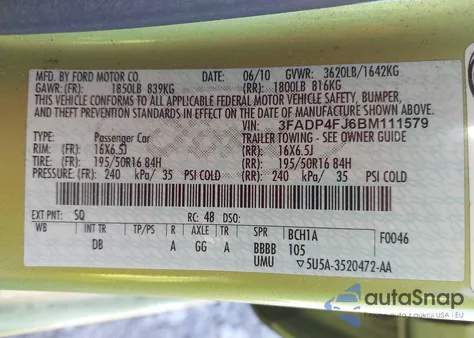 MFD. BY FORD MOTOR CO.
DATE: 06/10 GVWR: 3620LB/1642KG
GAWR: (FR): 1850LB 839KG (RR): 1800LB 816KG
THIS VEHICLE CONFORMS TO ALL APPLICABLE FEDERAL MOTOR VEHICLE SAFETY, BUMPER,
AND THEFT PREVENTION STANDARDS IN EFFECT ON THE DATE OF MANUFACTURE SHOWN ABOVE.
VIN: 3FADP4FJ6BM111579
TYPE: Passenger Car TRAILER TOWING - SEE OWNER GUIDE
RIM: (FR) 16X6.5J (RR): 16X6.5J
TIRE: (FR): 195/50R16 84H (RR): 195/50R16 84H
PRESSURE: (FR): 240 kPa/ 35 PSI COLD (RR): 240 kPa/ 35 PSI COLD
EXT PNT: SQ RC: 48 DSO:
WB INT TR TP/PS R AXLE TR SPR BCH1A F0046
DB A GG A BBBB 105
UMU ▽5U5A-3520472-AA
autoSnap
Auta z aukcji USA i EU